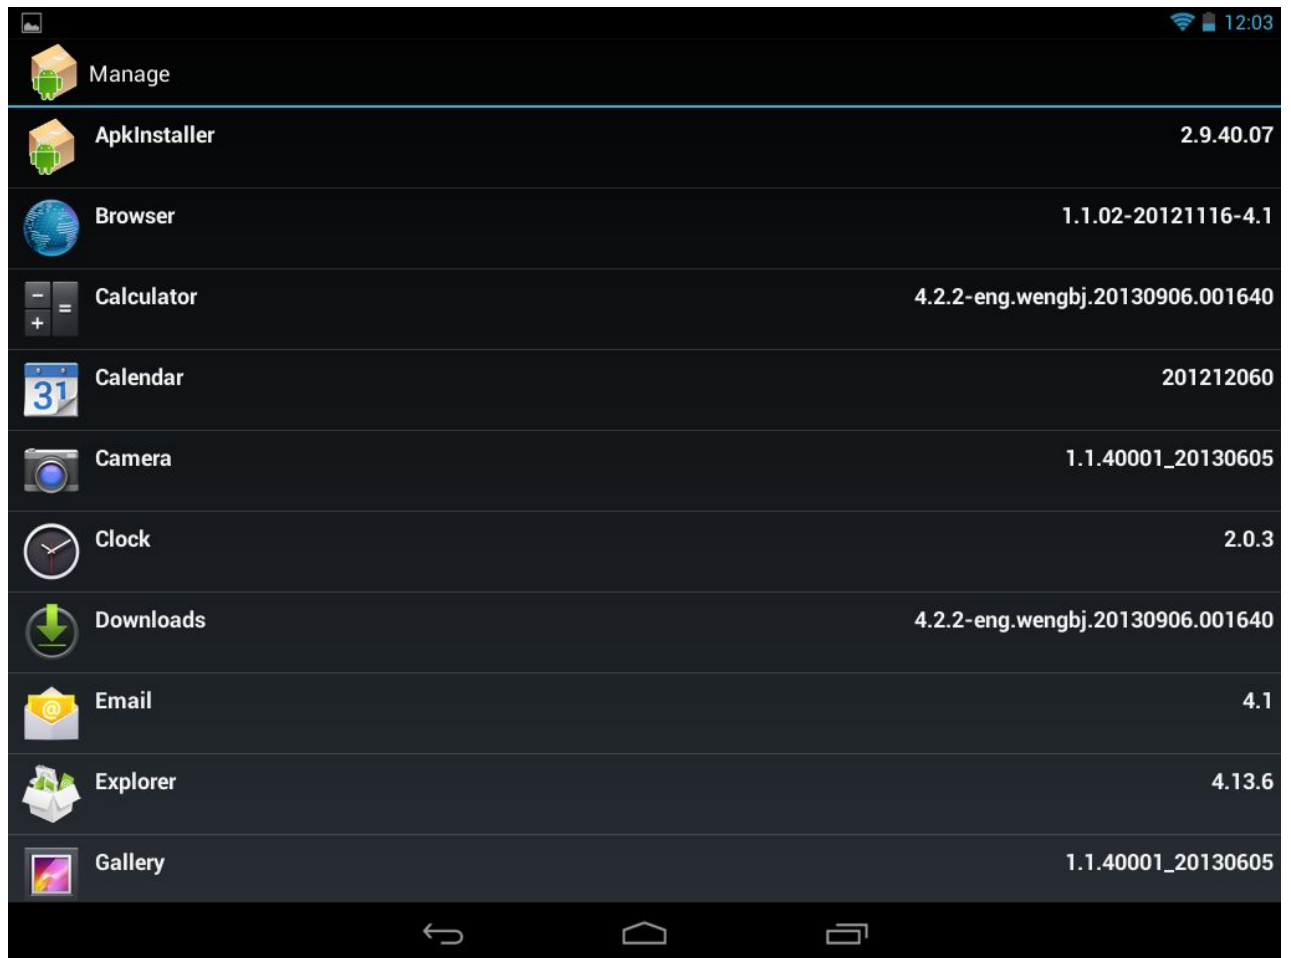 12:03
Manage
ApkInstaller 2.9.40.07
Browser 1.1.02-20121116-4.1
Calculator 4.2.2-eng.wengbj.20130906.001640
31 Calendar 201212060
Camera 1.1.40001_20130605
Clock 2.0.3
Downloads 4.2.2-eng.wengbj.20130906.001640
@ Email 4.1
Explorer 4.13.6
Gallery 1.1.40001_20130605